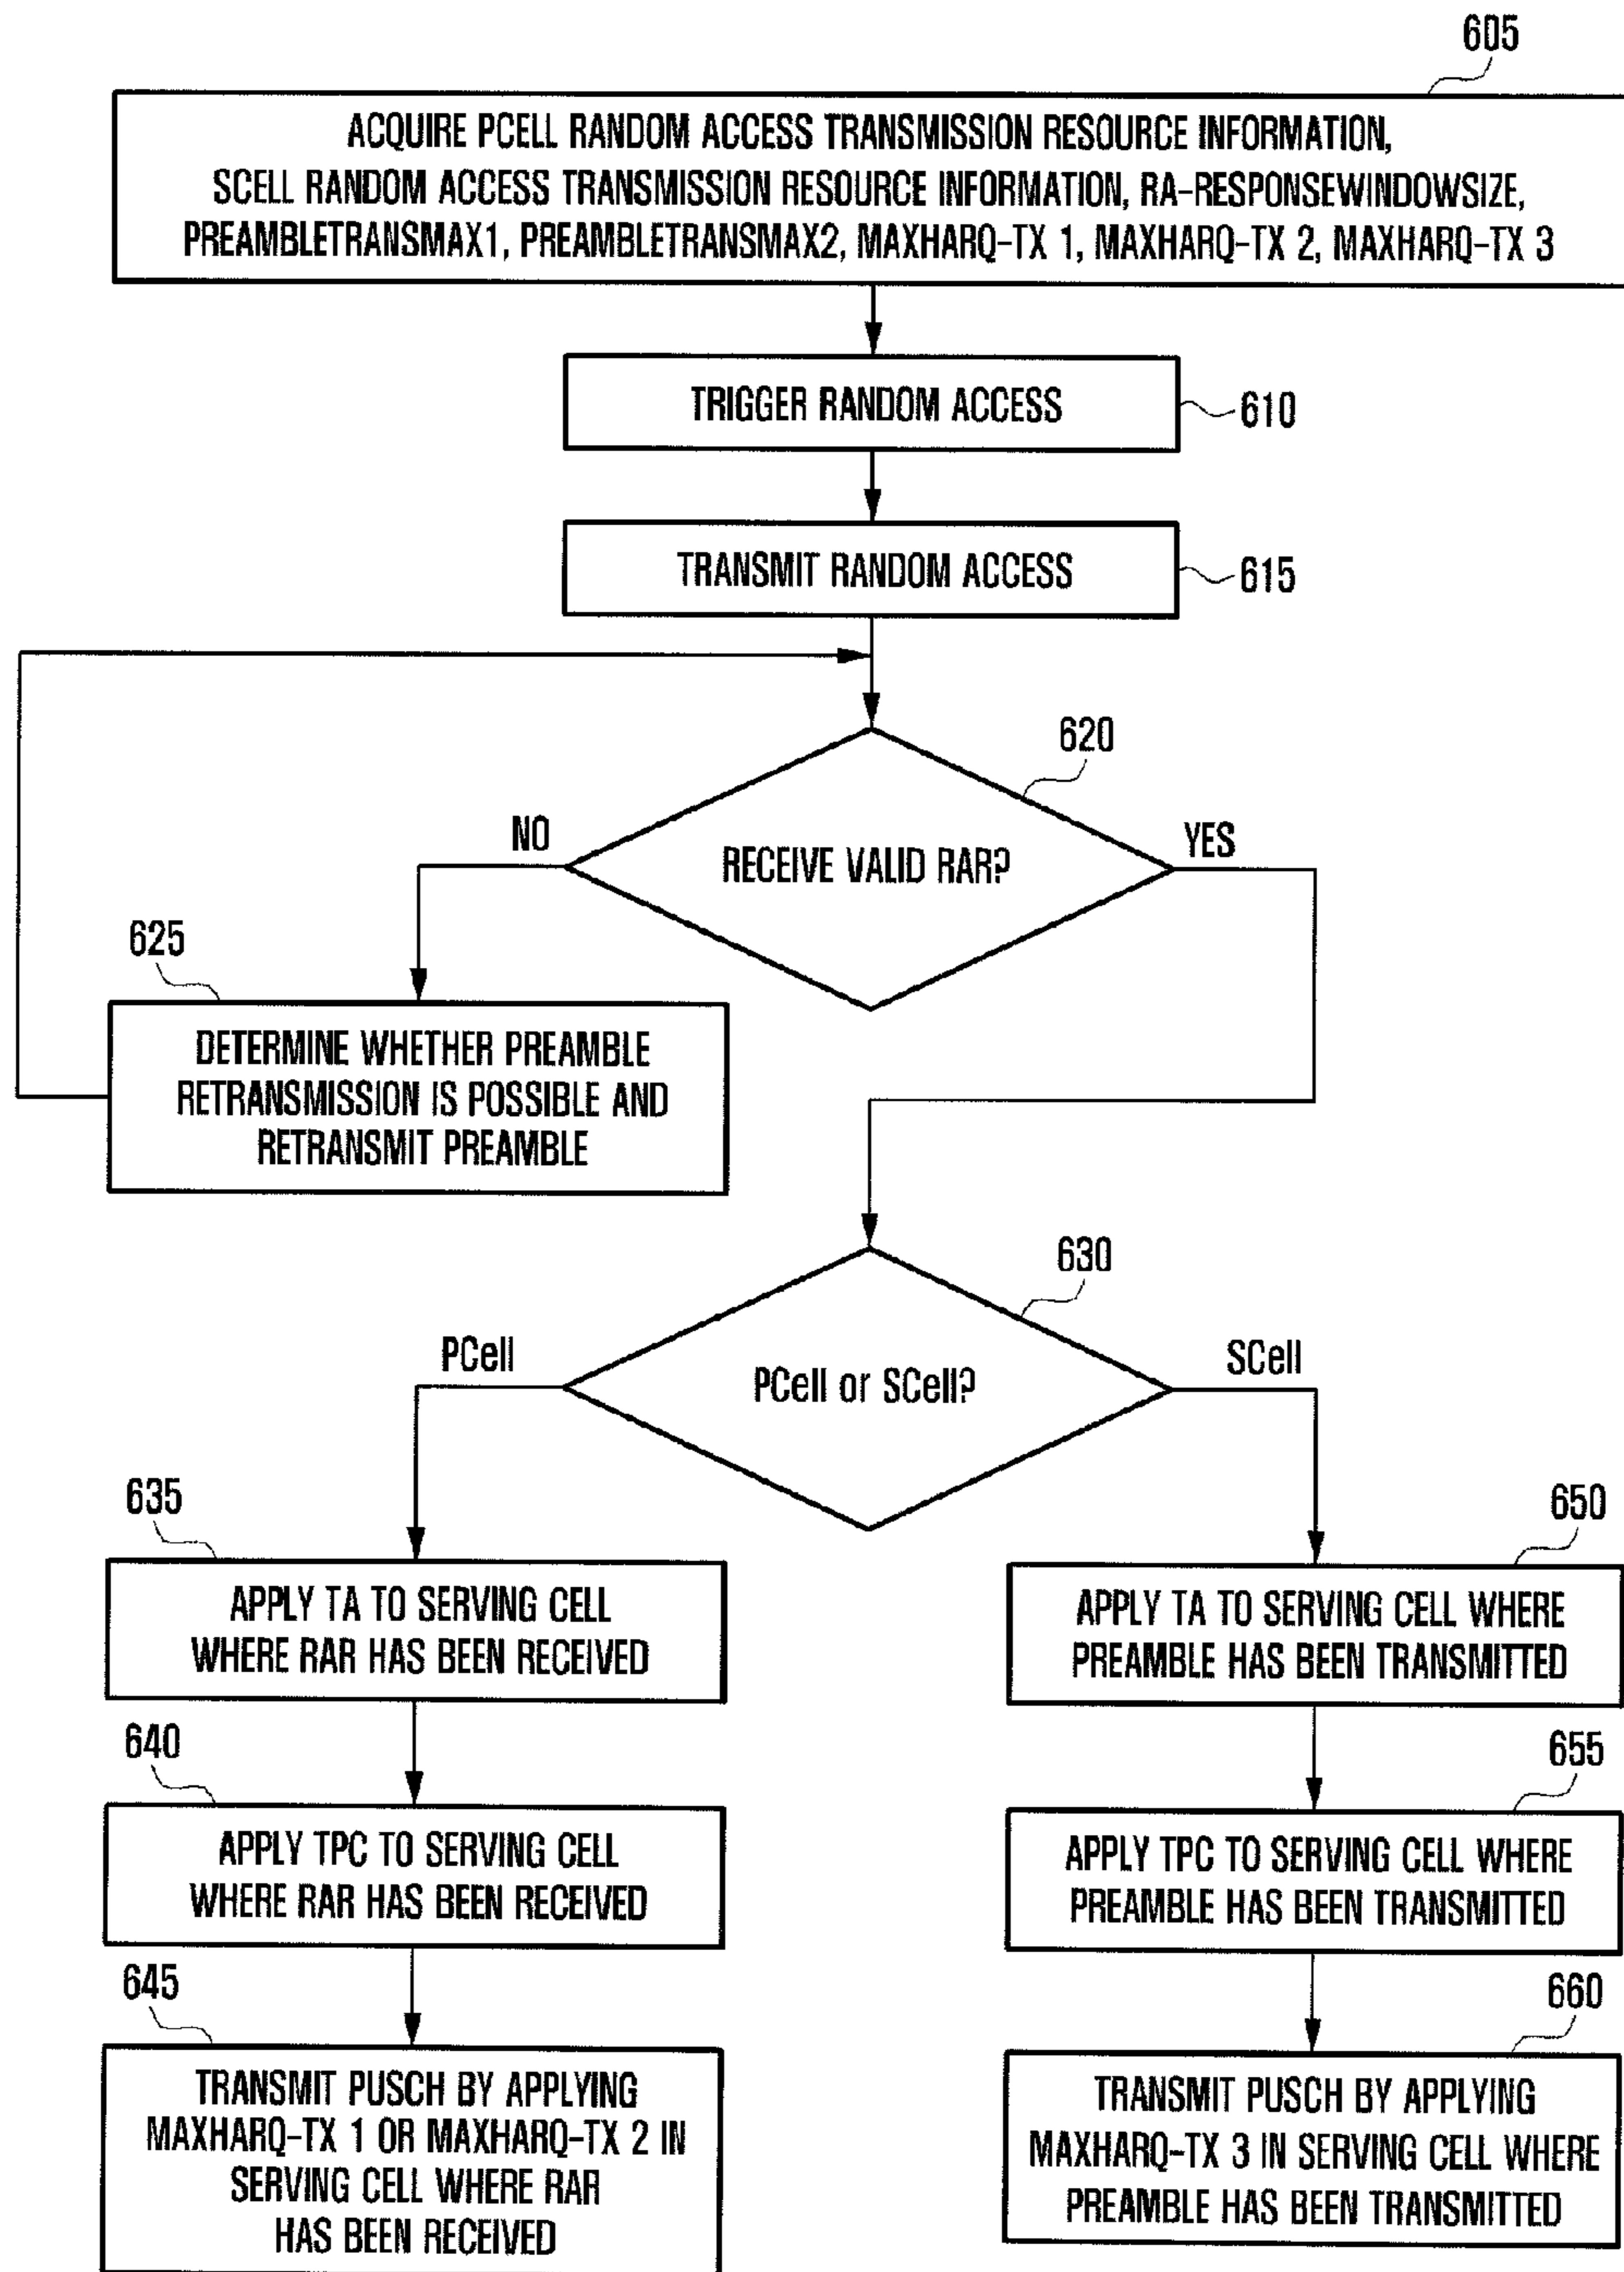 605
ACQUIRE PCELL RANDOM ACCESS TRANSMISSION RESOURCE INFORMATION,
SCELL RANDOM ACCESS TRANSMISSION RESOURCE INFORMATION, RA-RESPONSEWINDOWSIZE,
PREAMBLETRANSMAX1, PREAMBLETRANSMAX2, MAXHARQ-TX 1, MAXHARQ-TX 2, MAXHARQ-TX 3
TRIGGER RANDOM ACCESS
610
TRANSMIT RANDOM ACCESS
615
620
NO
RECEIVE VALID RAR?
YES
625
DETERMINE WHETHER PREAMBLE
RETRANSMISSION IS POSSIBLE AND
RETRANSMIT PREAMBLE
630
PCell
PCell or SCell?
SCell
635
APPLY TA TO SERVING CELL
WHERE RAR HAS BEEN RECEIVED
650
APPLY TA TO SERVING CELL WHERE
PREAMBLE HAS BEEN TRANSMITTED
640
APPLY TPC TO SERVING CELL
WHERE RAR HAS BEEN RECEIVED
655
APPLY TPC TO SERVING CELL WHERE
PREAMBLE HAS BEEN TRANSMITTED
645
TRANSMIT PUSCH BY APPLYING
MAXHARQ-TX 1 OR MAXHARQ-TX 2 IN
SERVING CELL WHERE RAR
HAS BEEN RECEIVED
660
TRANSMIT PUSCH BY APPLYING
MAXHARQ-TX 3 IN SERVING CELL WHERE
PREAMBLE HAS BEEN TRANSMITTED